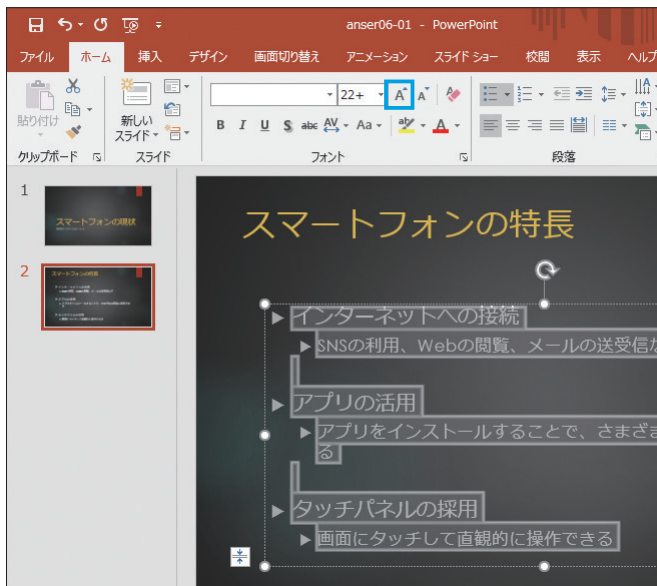 anser06-01 - PowerPoint
ファイル ホーム 挿入 デザイン 画面切り替え アニメーション スライド ショー 校閲 表示 ヘルプ
貼り付け
新しい
スライド
クリップボード スライド
22+ A A
B I U S abc AV Aa A
フォント
段落
1
スマートフォンの現状
2
スマートフォンの特長
スマートフォンの特長
インターネットへの接続
SNSの利用、Webの閲覧、メールの送受信
アプリの活用
アプリをインストールすることで、さまざま
る
タッチパネルの採用
画面にタッチして直観的に操作できる